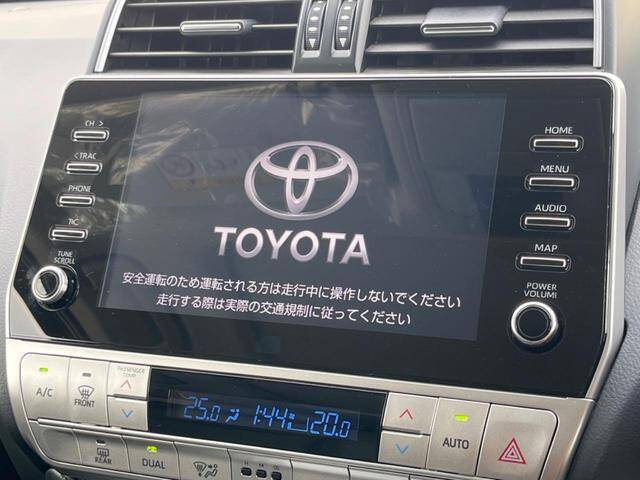 CH >
< TRAC
PHONE
TUNE
SCROLL
HOME
MENU
AUDIO
MAP
POWER
VOLUME
TOYOTA
安全運転のため運転される方は走行中に操作しないでください
走行する際は実際の交通規制に従ってください
A/C
FRONT
PASSENGER
TEMP
25.0
1:44
20.0
AUTO
REAR
DUAL